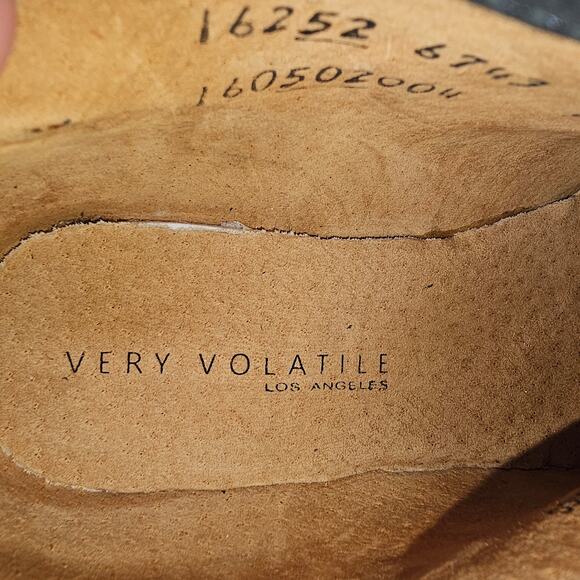 16252 6743
160502004
VERY VOLATILE
LOS ANGELES